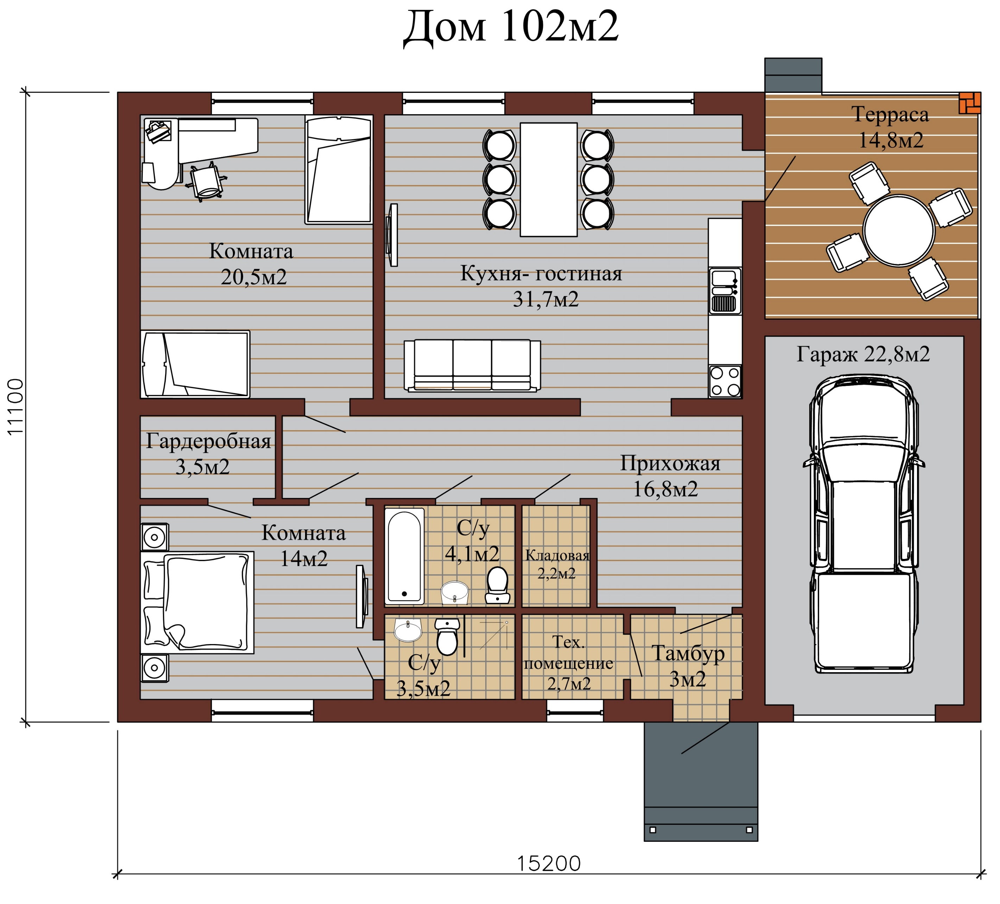 Дом 102м2
Терраса
14,8м2
Комната
20,5м2
Кухня- гостиная
31,7м2
Гараж 22,8м2
11100
Гардеробная
3,5м2
Прихожая
16,8м2
Комната
14м2
С/у
4,1м2
Кладовая
2,2м2
С/у
3,5м2
Тех.
помещение
2,7м2
Тамбур
3м2
15200